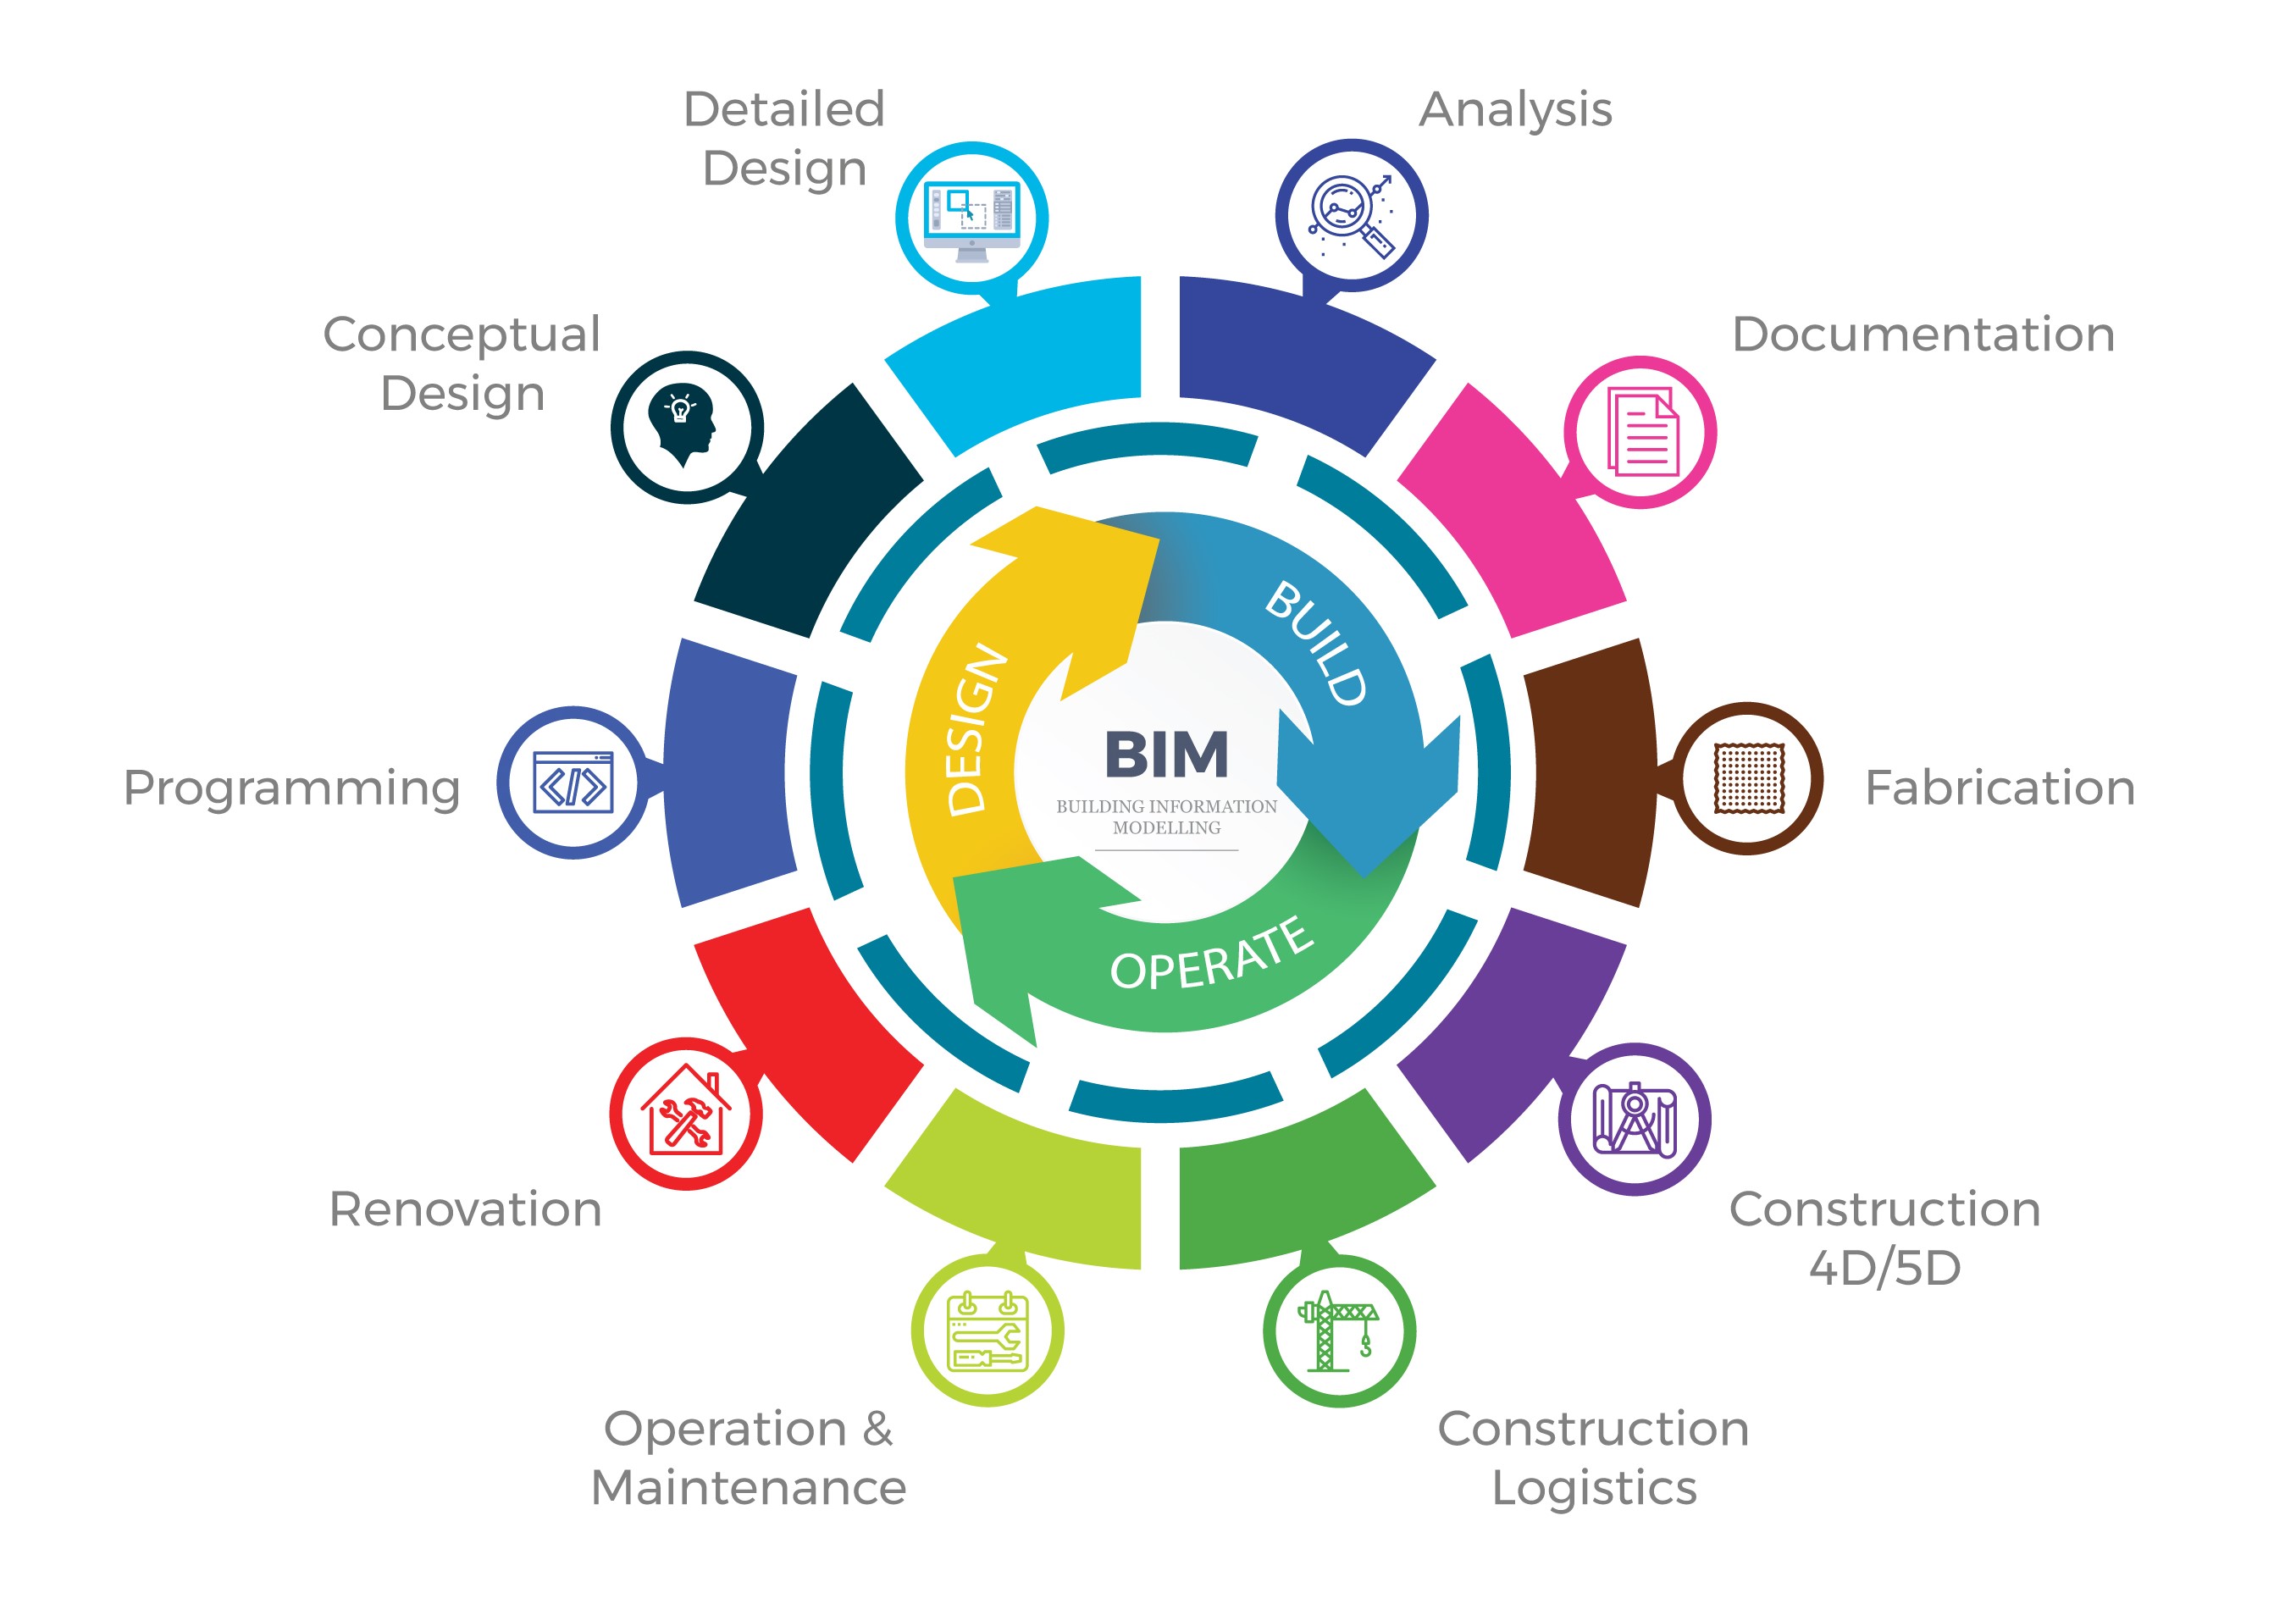 Detailed
Design
Analysis
Conceptual
Design
Documentation
Programming
Fabrication
Renovation
Construction
4D/5D
Operation &
Maintenance
Construction
Logistics
DESIGN
BUILD
OPERATE
BIM
BUILDING INFORMATION
MODELLING